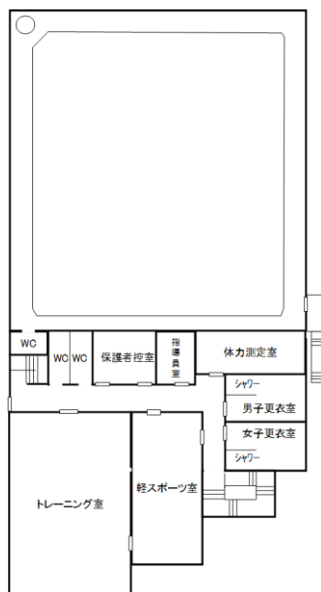 WC
WC
WC
保護者控室
指導員室
体力測定室
シャワー
男子更衣室
女子更衣室
シャワー
トレーニング室
軽スポーツ室